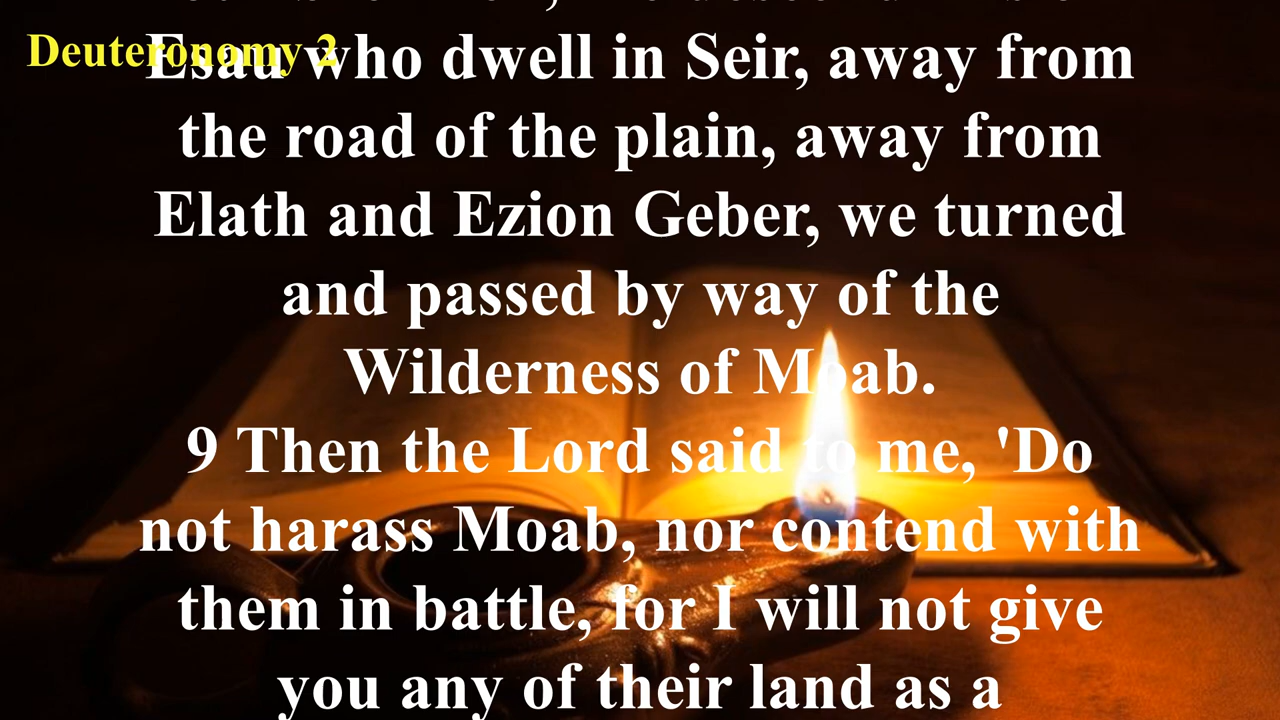 Deuteronomy 2
Esau who dwell in Seir, away from
the road of the plain, away from
Elath and Ezion Geber, we turned
and passed by way of the
Wilderness of Moab.
9 Then the Lord said to me, 'Do
not harass Moab, nor contend with
them in battle, for I will not give
you any of their land as a